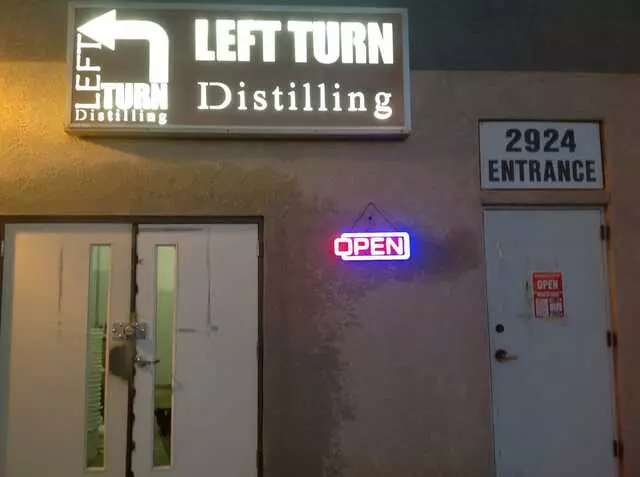 LEFT
TURN
Distilling
LEFT TURN
Distilling
2924
ENTRANCE
OPEN
OPEN